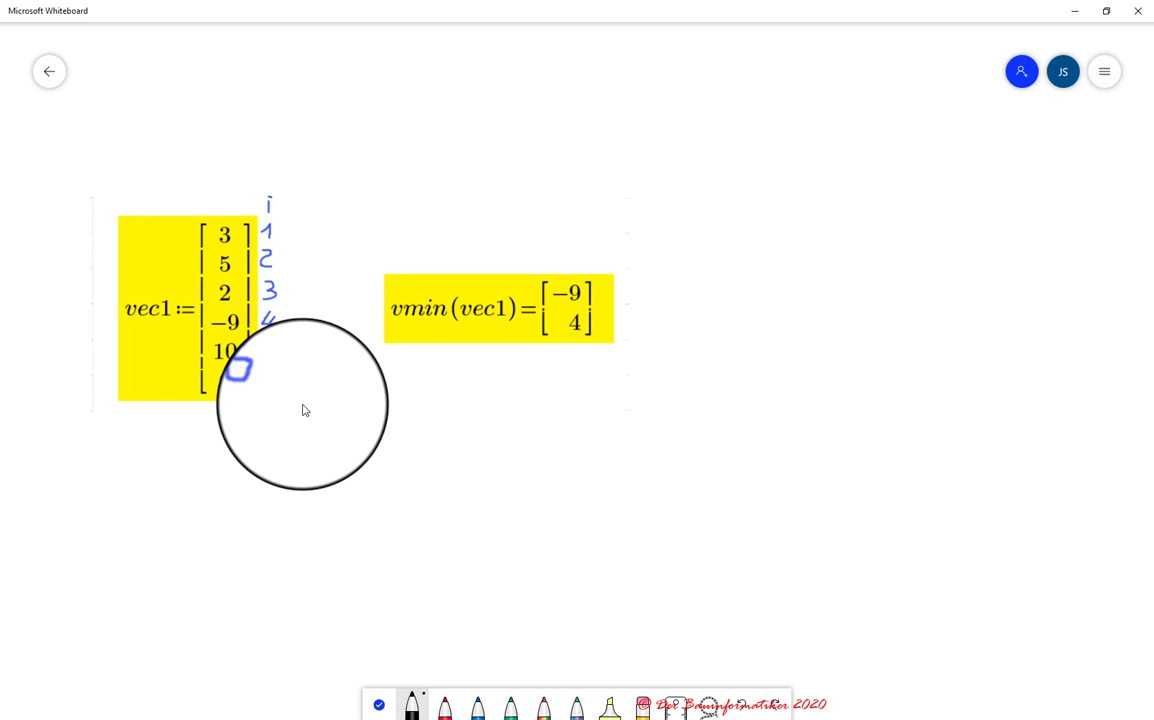 Microsoft Whiteboard
JS
i
3 1
5 2
2 3
vec1:= -9 4
10
vmin(vec1)= -9
4
© Der Bauinformatiker 2020